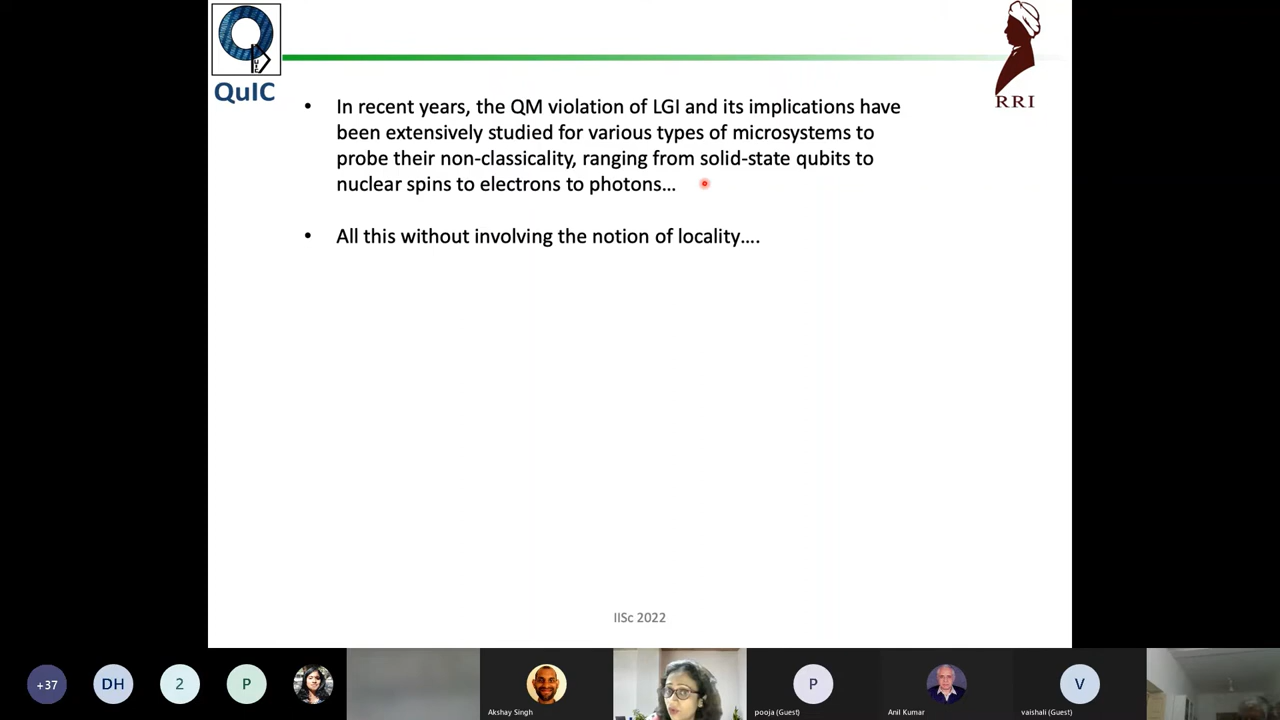 QuIC
RRI
• In recent years, the QM violation of LGI and its implications have
been extensively studied for various types of microsystems to
probe their non-classicality, ranging from solid-state qubits to
nuclear spins to electrons to photons…
• All this without involving the notion of locality….
IISc 2022
+37
DH
2
P
Akshay Singh
P
pooja (Guest)
Anil Kumar
V
vaishali (Guest)